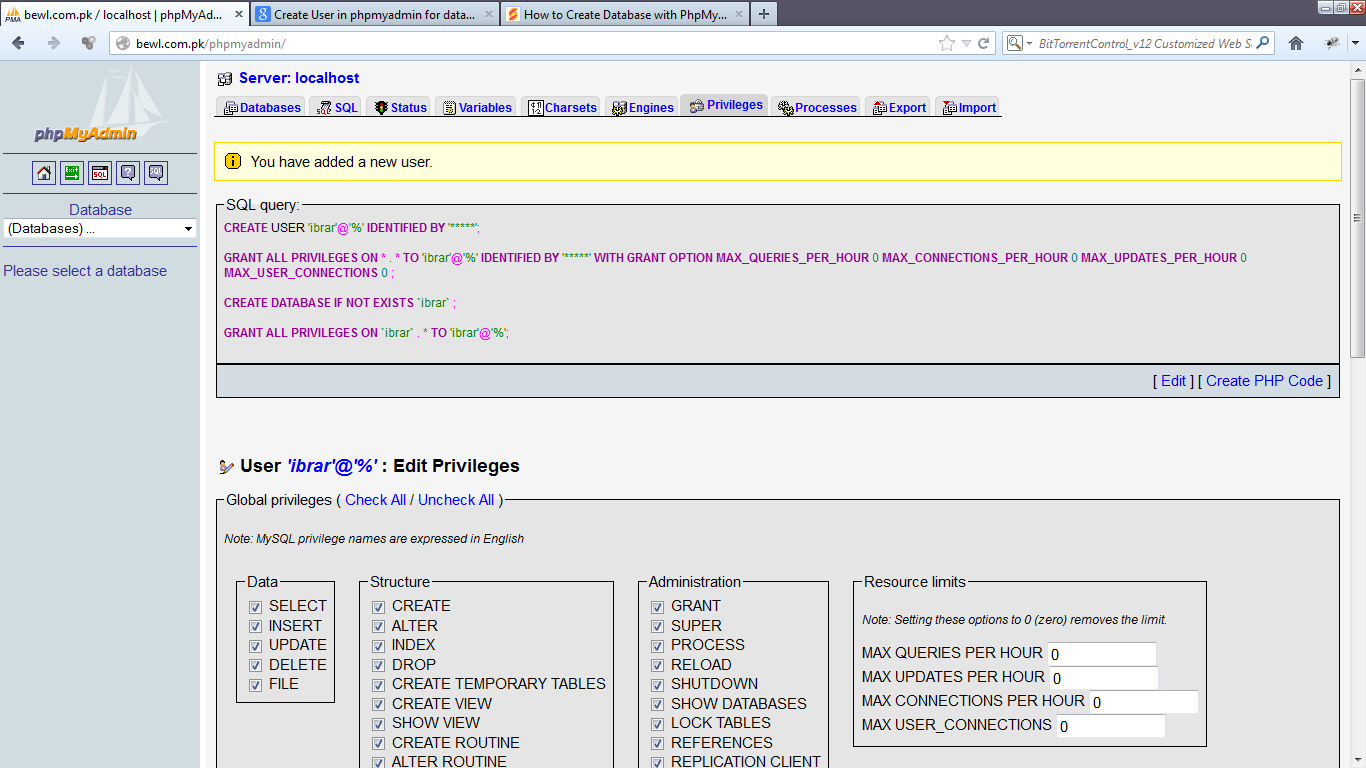 bewl.com.pk / localhost | phpMyAd...
Create User in phpmyadmin for data...
How to Create Database with PhpMy...
bewl.com.pk/phpmyadmin/
BitTorrentControl_v12 Customized Web S
phpMyAdmin
Database
(Databases) ...
Please select a database
Server: localhost
Databases SQL Status Variables Charsets Engines Privileges Processes Export Import
You have added a new user.
SQL query:
CREATE USER 'ibrar'@'%' IDENTIFIED BY '*****';
GRANT ALL PRIVILEGES ON * . * TO 'ibrar'@'%' IDENTIFIED BY '*****' WITH GRANT OPTION MAX_QUERIES_PER_HOUR 0 MAX_CONNECTIONS_PER_HOUR 0 MAX_UPDATES_PER_HOUR 0
MAX_USER_CONNECTIONS 0 ;
CREATE DATABASE IF NOT EXISTS `ibrar` ;
GRANT ALL PRIVILEGES ON `ibrar` . * TO 'ibrar'@'%';
[ Edit ] [ Create PHP Code ]
User 'ibrar'@'%' : Edit Privileges
Global privileges ( Check All / Uncheck All )
Note: MySQL privilege names are expressed in English
Data
SELECT
INSERT
UPDATE
DELETE
FILE
Structure
CREATE
ALTER
INDEX
DROP
CREATE TEMPORARY TABLES
CREATE VIEW
SHOW VIEW
CREATE ROUTINE
ALTER ROUTINE
Administration
GRANT
SUPER
PROCESS
RELOAD
SHUTDOWN
SHOW DATABASES
LOCK TABLES
REFERENCES
REPLICATION CLIENT
Resource limits
Note: Setting these options to 0 (zero) removes the limit.
MAX QUERIES PER HOUR 0
MAX UPDATES PER HOUR 0
MAX CONNECTIONS PER HOUR 0
MAX USER_CONNECTIONS 0